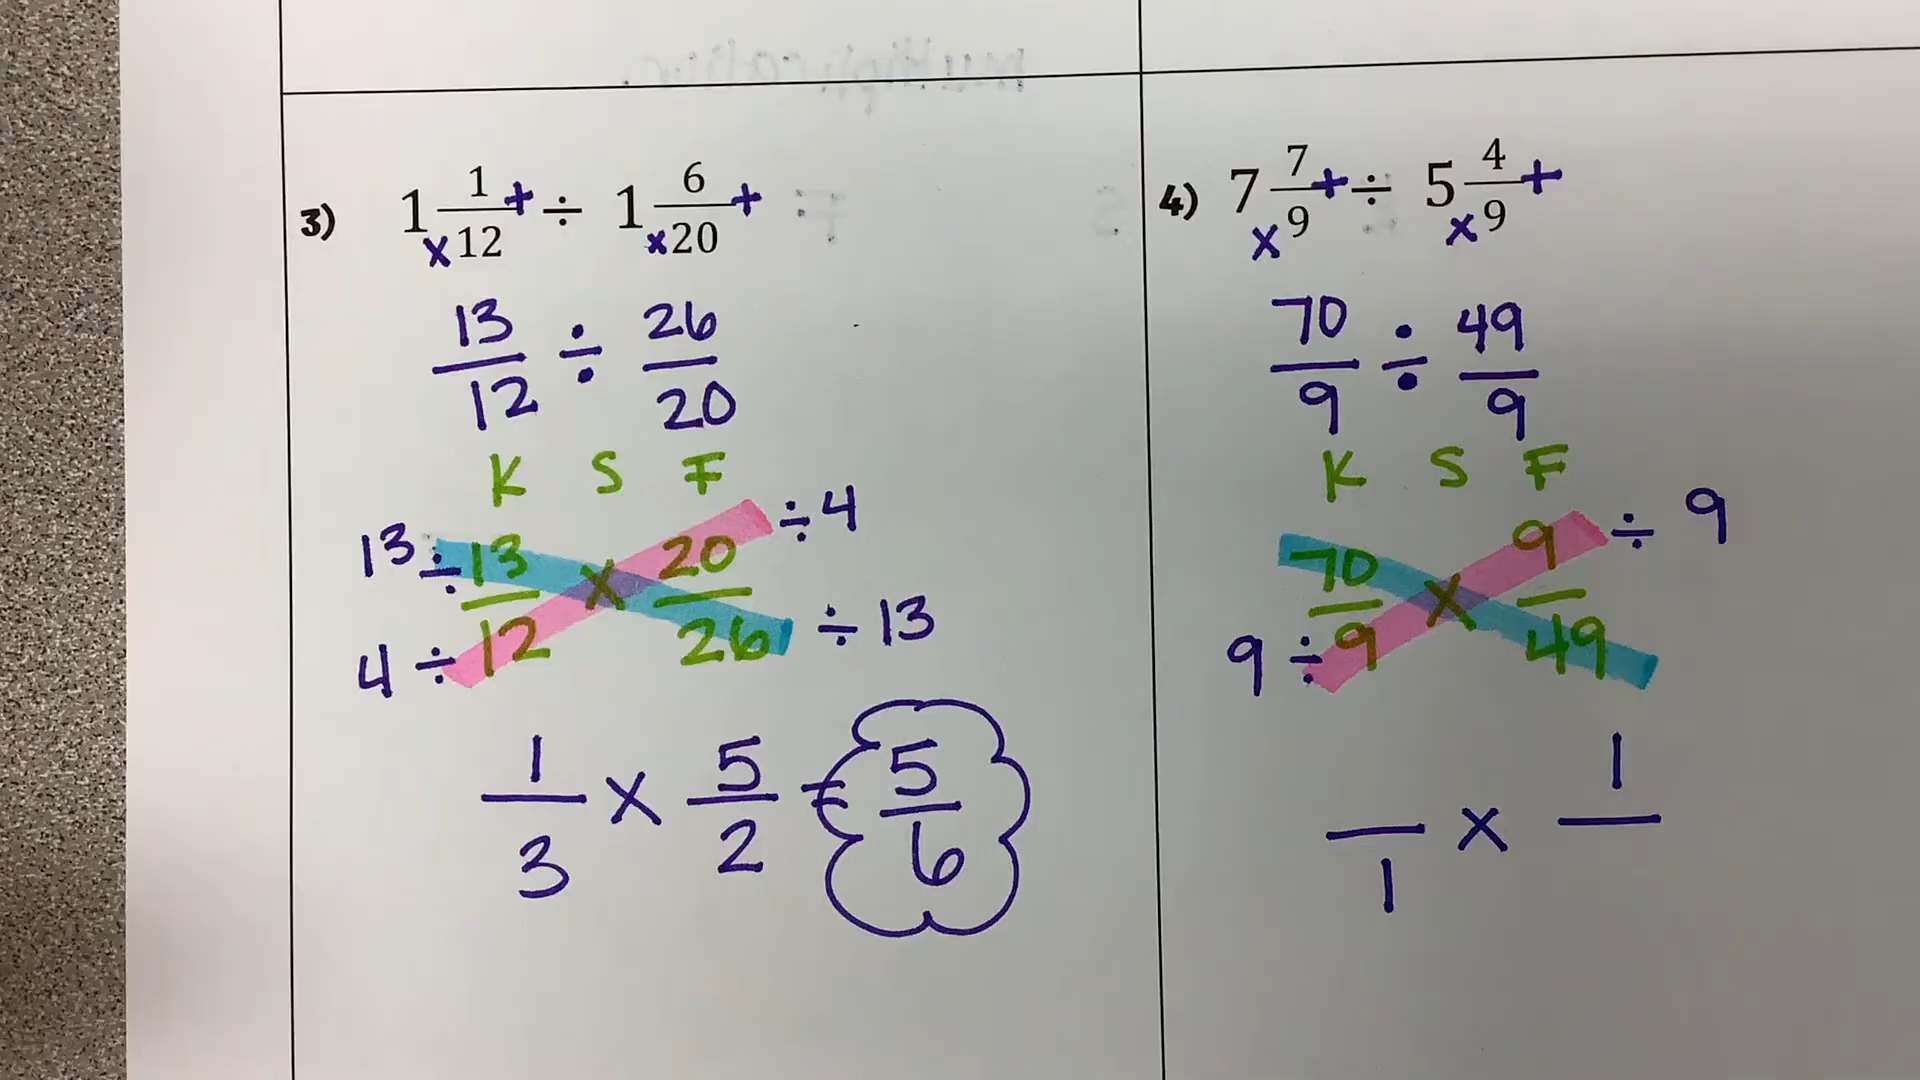 multiplication.
3) 1 1/12 + ÷ 1 6/20 +
x x
13/12 ÷ 26/20
K S F
13 ÷ 13/12 x 20/26 ÷ 4
4 ÷ ÷ 13
1/3 x 5/2 = 5/6
4) 7 7/9 + ÷ 5 4/9 +
x x
70/9 ÷ 49/9
K S F
70/9 x 9/49 ÷ 9
9 ÷
/1 x 1/